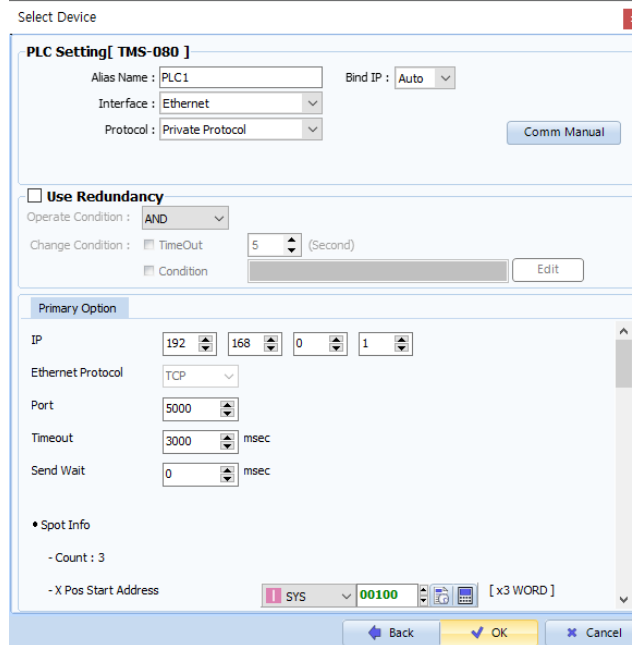 Select Device
PLC Setting[ TMS-080 ]
Alias Name : PLC1 Bind IP : Auto
Interface : Ethernet
Protocol : Private Protocol Comm Manual
Use Redundancy
Operate Condition : AND
Change Condition : TimeOut 5 (Second)
Condition Edit
Primary Option
IP 192 168 0 1
Ethernet Protocol TCP
Port 5000
Timeout 3000 msec
Send Wait 0 msec
• Spot Info
- Count : 3
- X Pos Start Address I SYS 00100 [ x3 WORD ]
Back OK Cancel